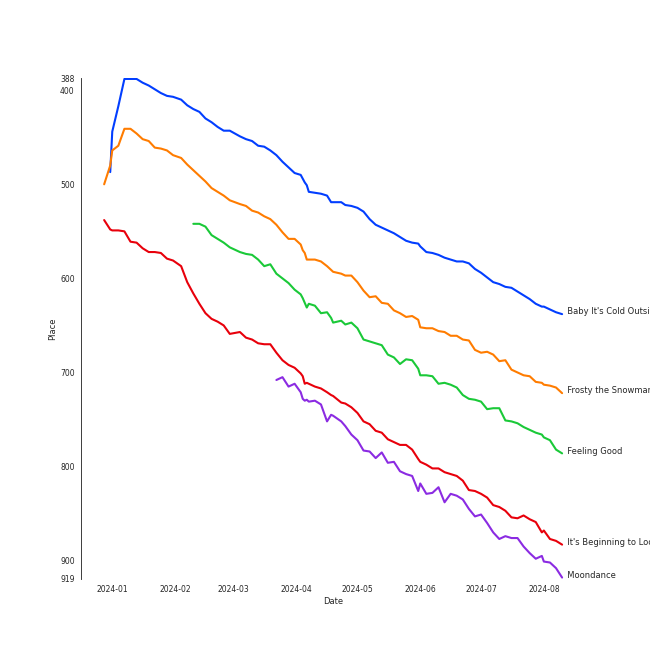 388
400
500
600
700
800
900
919
Place
2024-01
2024-02
2024-03
2024-04
2024-05
2024-06
2024-07
2024-08
Date
Baby It's Cold Outsi
Frosty the Snowman
Feeling Good
It's Beginning to Loo
Moondance